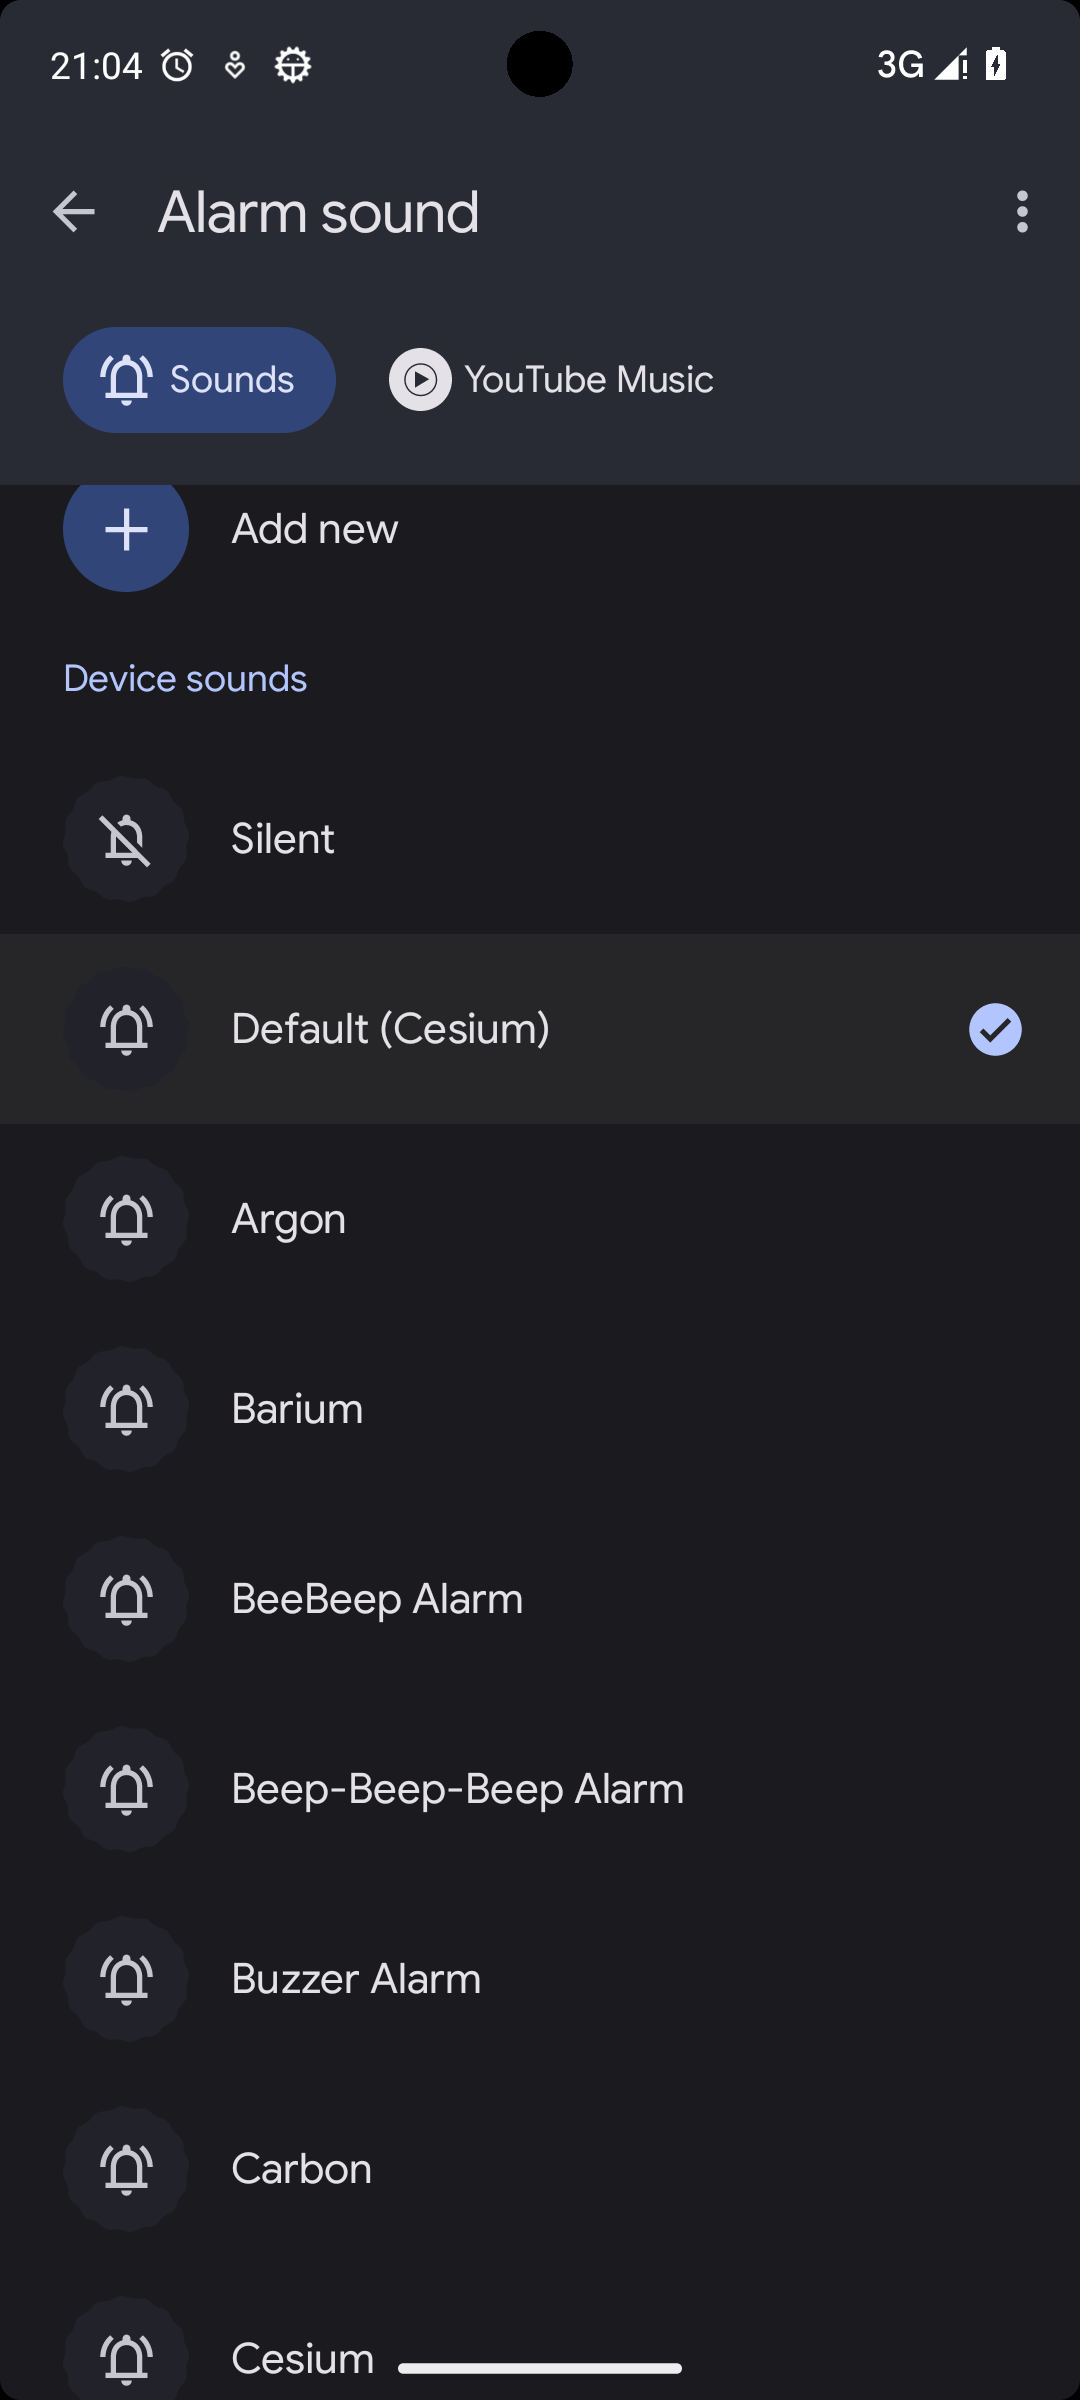 21:04
3G
Alarm sound
Sounds
YouTube Music
Add new
Device sounds
Silent
Default (Cesium)
Argon
Barium
BeeBeep Alarm
Beep-Beep-Beep Alarm
Buzzer Alarm
Carbon
Cesium